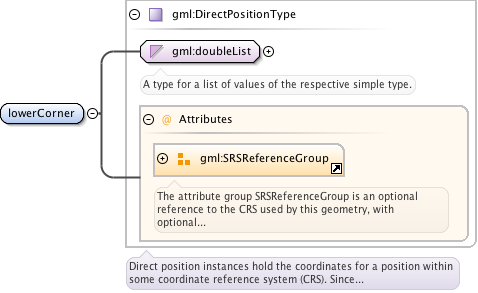 gml:DirectPositionType
gml:doubleList
A type for a list of values of the respective simple type.
lowerCorner
@ Attributes
gml:SRSReferenceGroup
The attribute group SRSReferenceGroup is an optional
reference to the CRS used by this geometry, with
optional...
Direct position instances hold the coordinates for a position within
some coordinate reference system (CRS). Since...